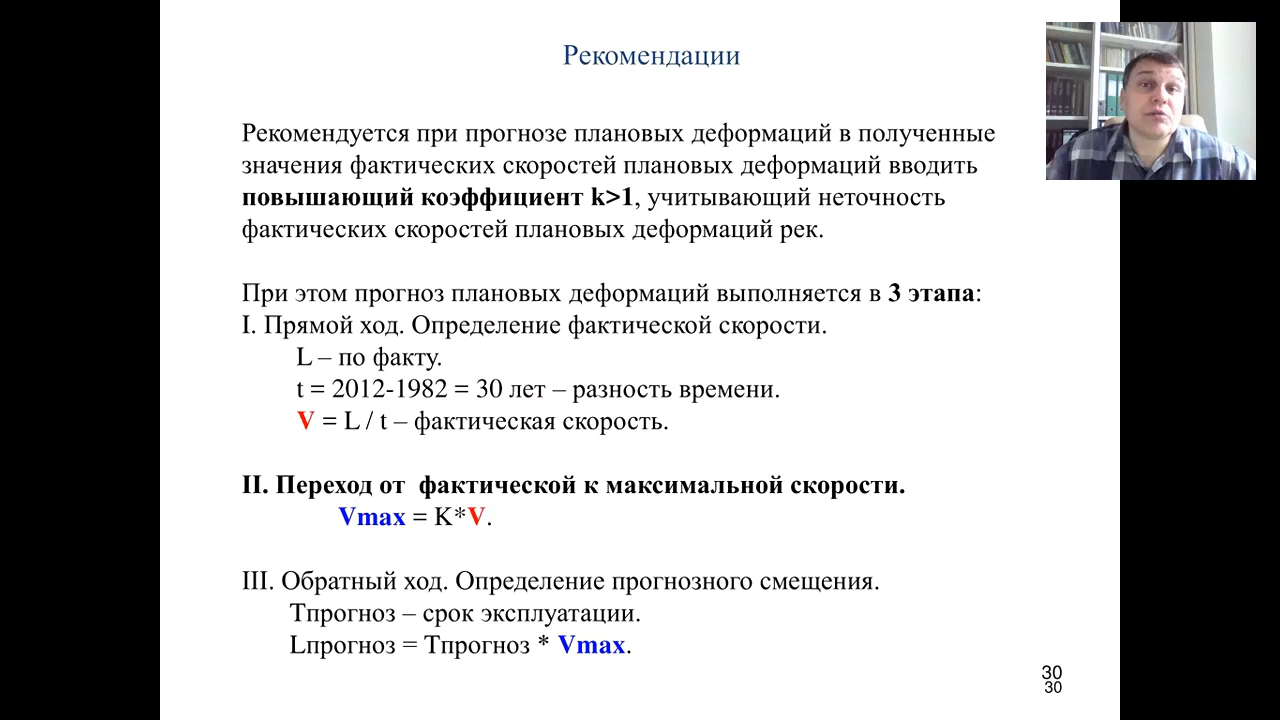 Рекомендации
Рекомендуется при прогнозе плановых деформаций в полученные
значения фактических скоростей плановых деформаций вводить
повышающий коэффициент k>1, учитывающий неточность
фактических скоростей плановых деформаций рек.
При этом прогноз плановых деформаций выполняется в 3 этапа:
I. Прямой ход. Определение фактической скорости.
L – по факту.
t = 2012-1982 = 30 лет – разность времени.
V = L / t – фактическая скорость.
II. Переход от  фактической к максимальной скорости.
Vmax = K*V.
III. Обратный ход. Определение прогнозного смещения.
Тпрогноз – срок эксплуатации.
Lпрогноз = Тпрогноз * Vmax.
30
30